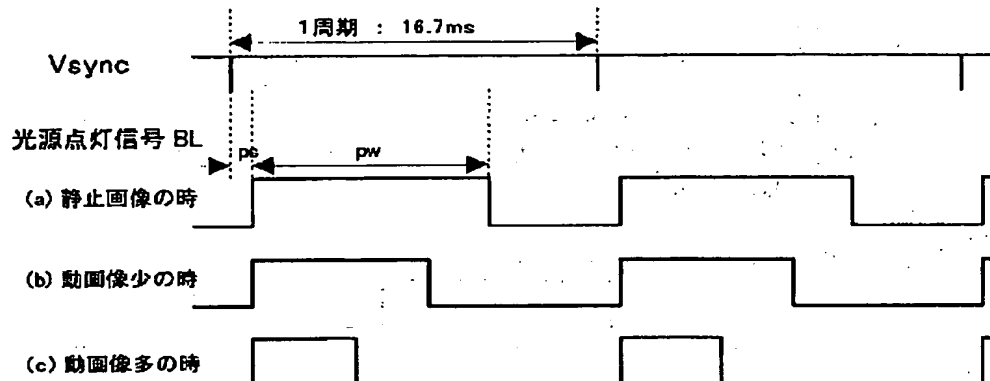 1周期 : 16.7ms
Vsync
光源点灯信号 BL
ps
pw
(a) 静止画像の時
(b) 動画像少の時
(c) 動画像多の時